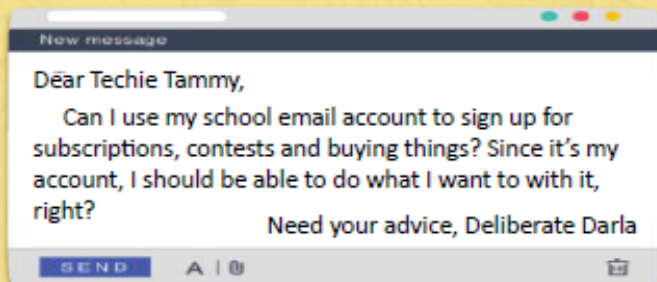 New message
Dear Techie Tammy,
Can I use my school email account to sign up for
subscriptions, contests and buying things? Since it’s my
account, I should be able to do what I want to with it,
right?
Need your advice, Deliberate Darla
SEND A